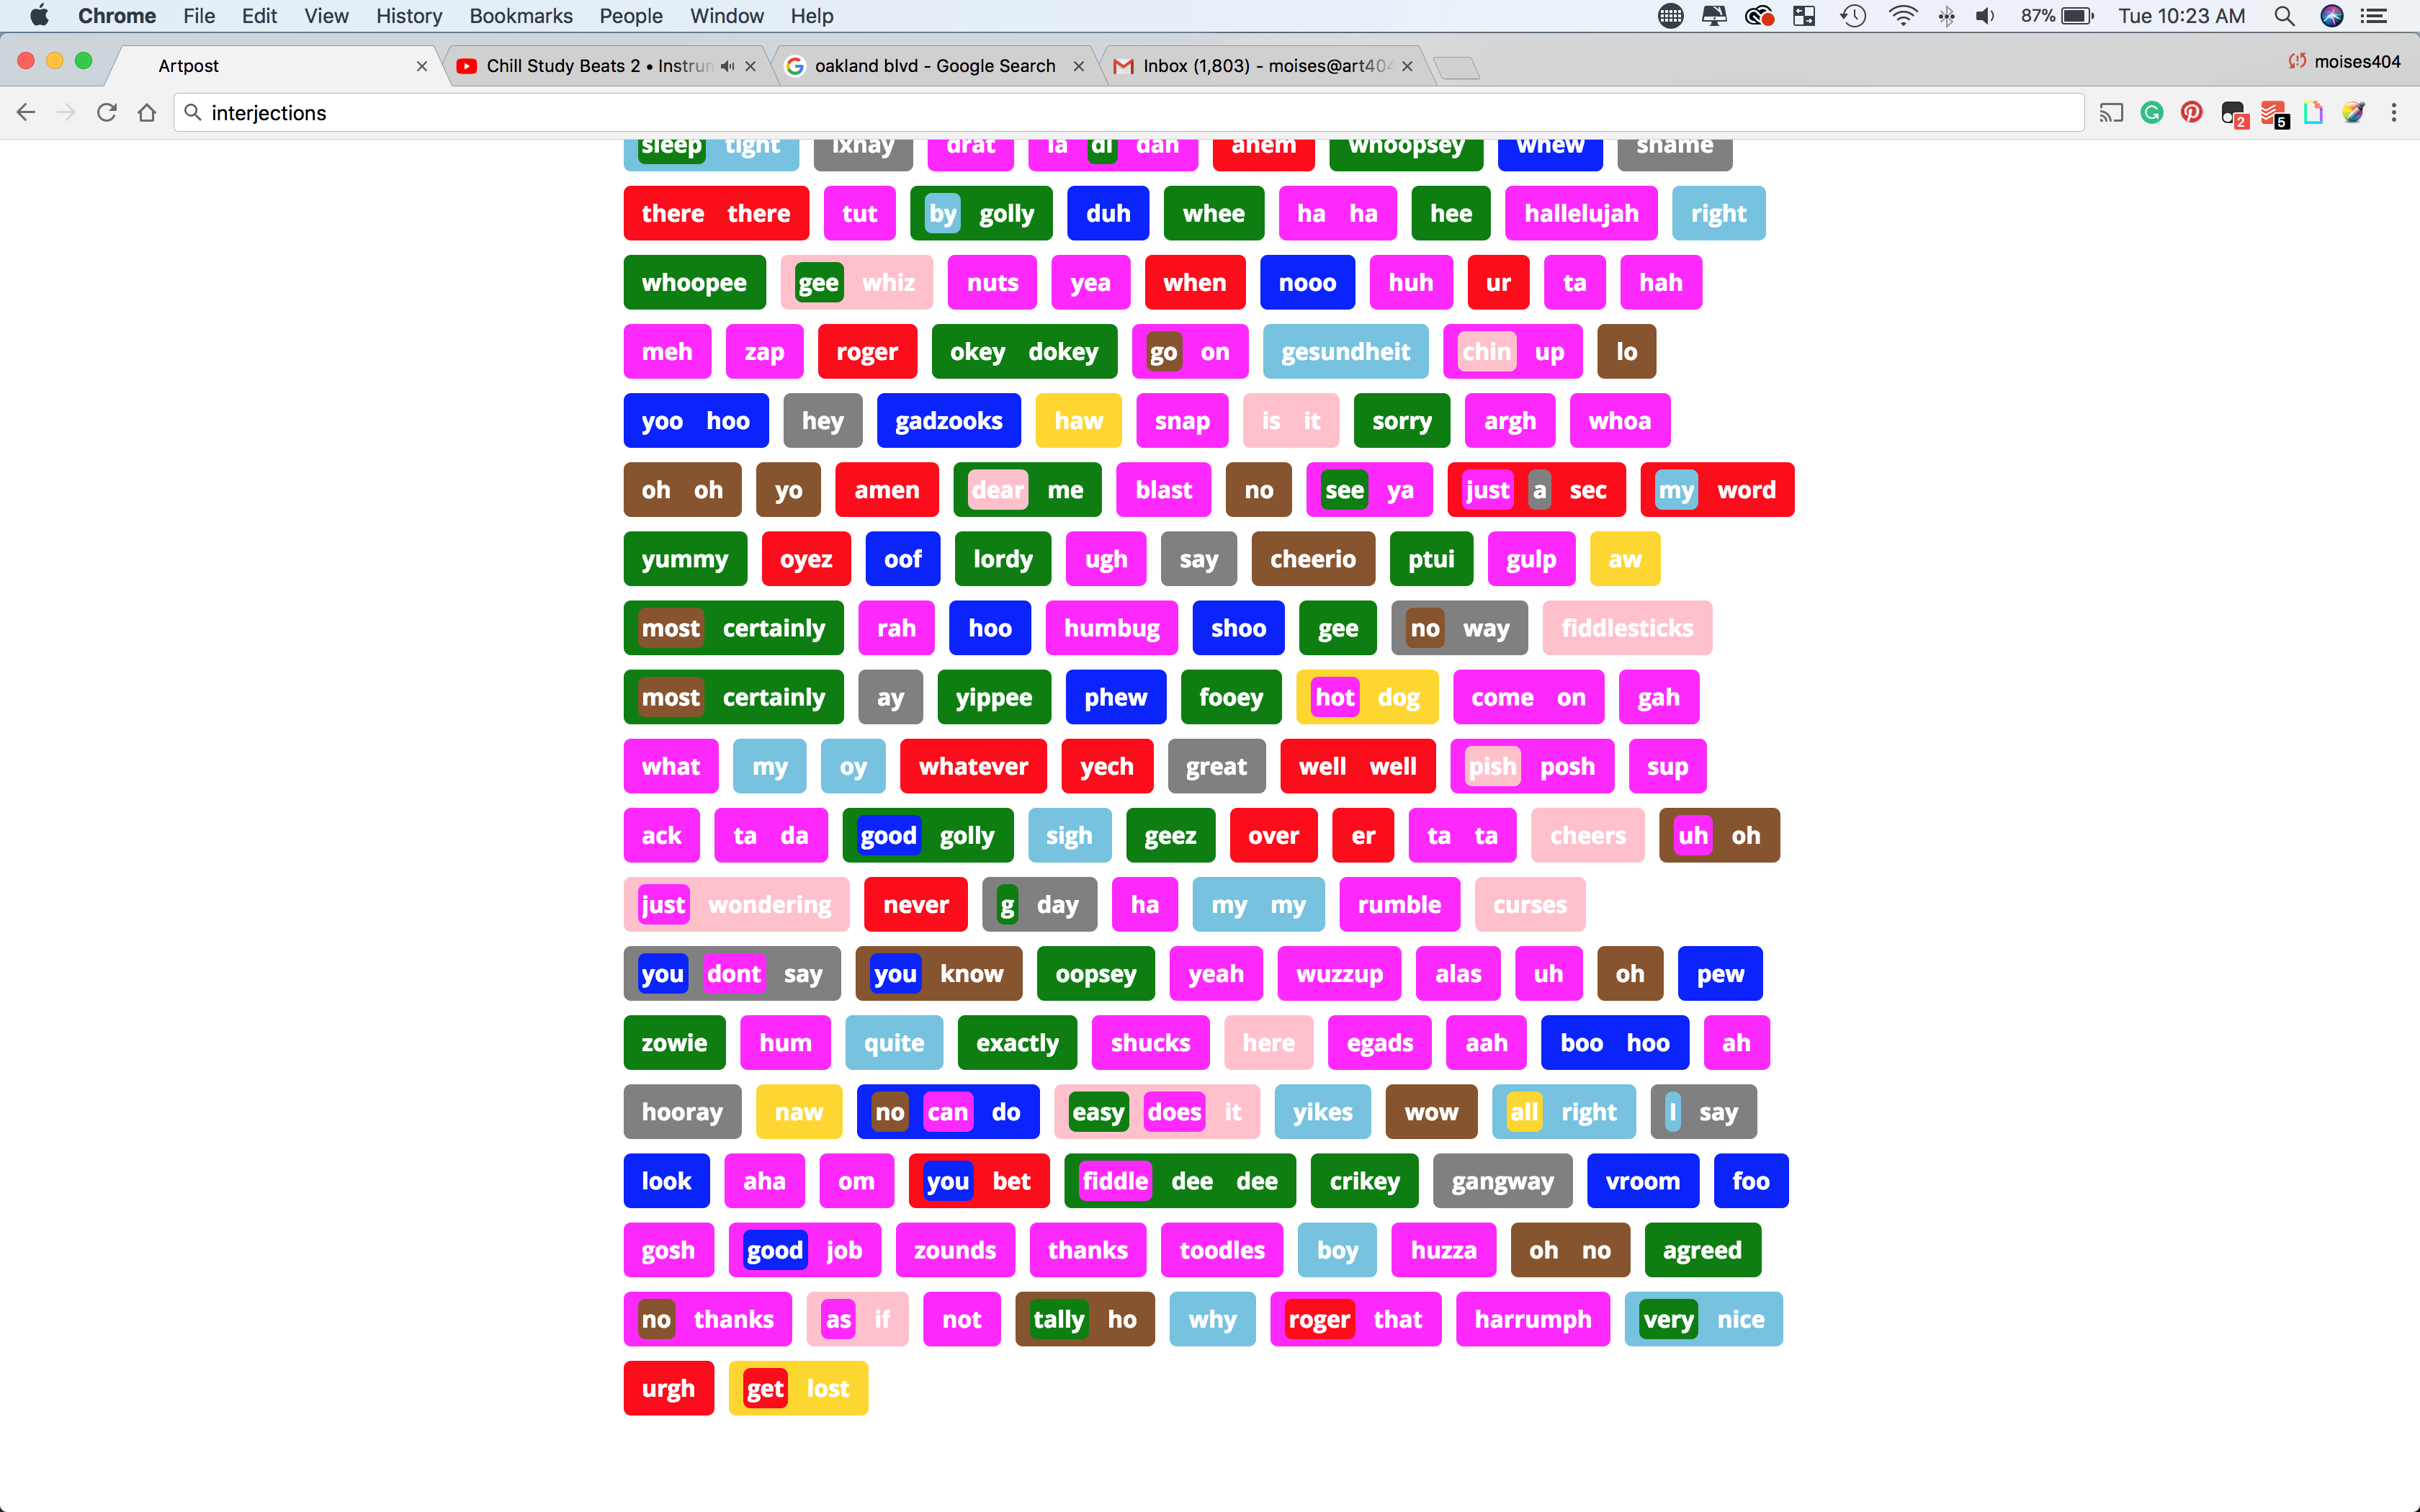 Chrome File Edit View History Bookmarks People Window Help 87% Tue 10:23 AM
Artpost Chill Study Beats 2 • Instrum oakland blvd - Google Search Inbox (1,803) - moises@art404 moises404
interjections 2 5
sleep tight ixnay drat la di dah ahem whoopsey whew shame
there there tut by golly duh whee ha ha hee hallelujah right
whoopee gee whiz nuts yea when nooo huh ur ta hah
meh zap roger okey dokey go on gesundheit chin up lo
yoo hoo hey gadzooks haw snap is it sorry argh whoa
oh oh yo amen dear me blast no see ya just a sec my word
yummy oyez oof lordy ugh say cheerio ptui gulp aw
most certainly rah hoo humbug shoo gee no way fiddlesticks
most certainly ay yippee phew fooey hot dog come on gah
what my oy whatever yech great well well pish posh sup
ack ta da good golly sigh geez over er ta ta cheers uh oh
just wondering never g day ha my my rumble curses
you dont say you know oopsey yeah wuzzup alas uh oh pew
zowie hum quite exactly shucks here egads aah boo hoo ah
hooray naw no can do easy does it yikes wow all right I say
look aha om you bet fiddle dee dee crikey gangway vroom foo
gosh good job zounds thanks toodles boy huzza oh no agreed
no thanks as if not tally ho why roger that harrumph very nice
urgh get lost